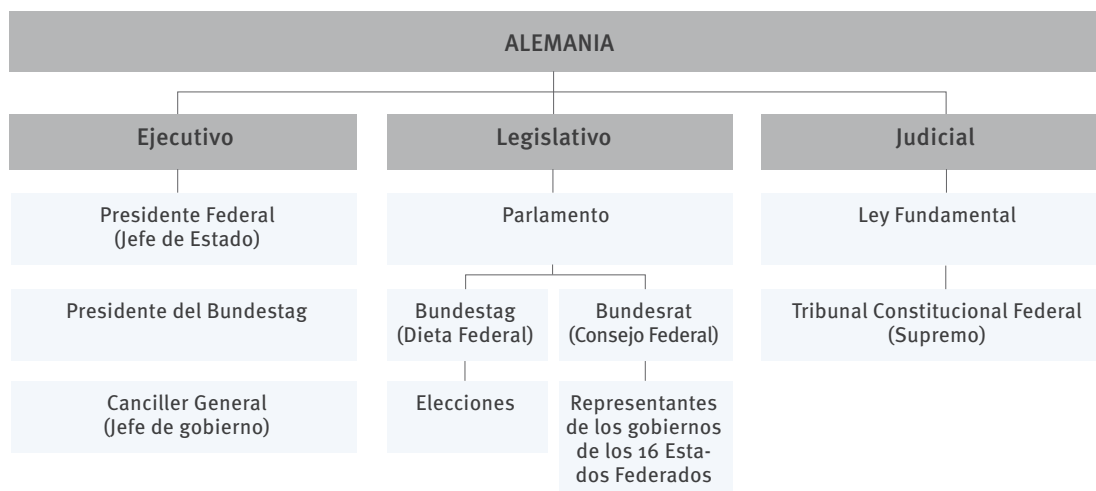 ALEMANIA
Ejecutivo
Legislativo
Judicial
Presidente Federal
(Jefe de Estado)
Parlamento
Ley Fundamental
Presidente del Bundestag
Bundestag
(Dieta Federal)
Bundesrat
(Consejo Federal)
Tribunal Constitucional Federal
(Supremo)
Canciller General
(Jefe de gobierno)
Elecciones
Representantes
de los gobiernos
de los 16 Esta-
dos Federados